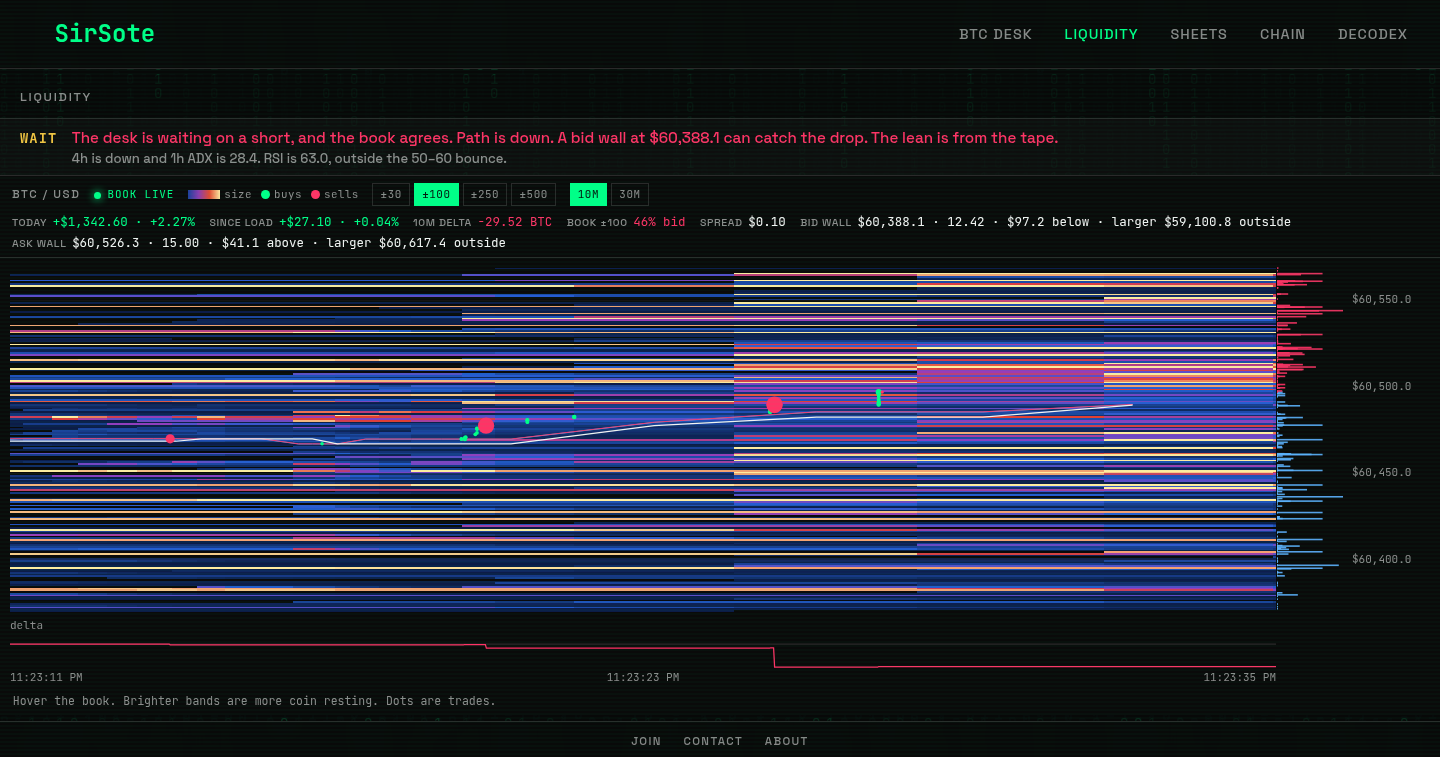 SirSote
BTC DESK LIQUIDITY SHEETS CHAIN DECODEX
LIQUIDITY
WAIT The desk is waiting on a short, and the book agrees. Path is down. A bid wall at $60,388.1 can catch the drop. The lean is from the tape.
4h is down and 1h ADX is 28.4. RSI is 63.0, outside the 50–60 bounce.
BTC / USD BOOK LIVE size buys sells ±30 ±100 ±250 ±500 10M 30M
TODAY +$1,342.60 · +2.27% SINCE LOAD +$27.10 · +0.04% 10M DELTA -29.52 BTC BOOK ±100 46% bid SPREAD $0.10 BID WALL $60,388.1 · 12.42 · $97.2 below · larger $59,100.8 outside
ASK WALL $60,526.3 · 15.00 · $41.1 above · larger $60,617.4 outside
$60,550.0
$60,500.0
$60,450.0
$60,400.0
delta
11:23:11 PM 11:23:23 PM 11:23:35 PM
Hover the book. Brighter bands are more coin resting. Dots are trades.
JOIN CONTACT ABOUT